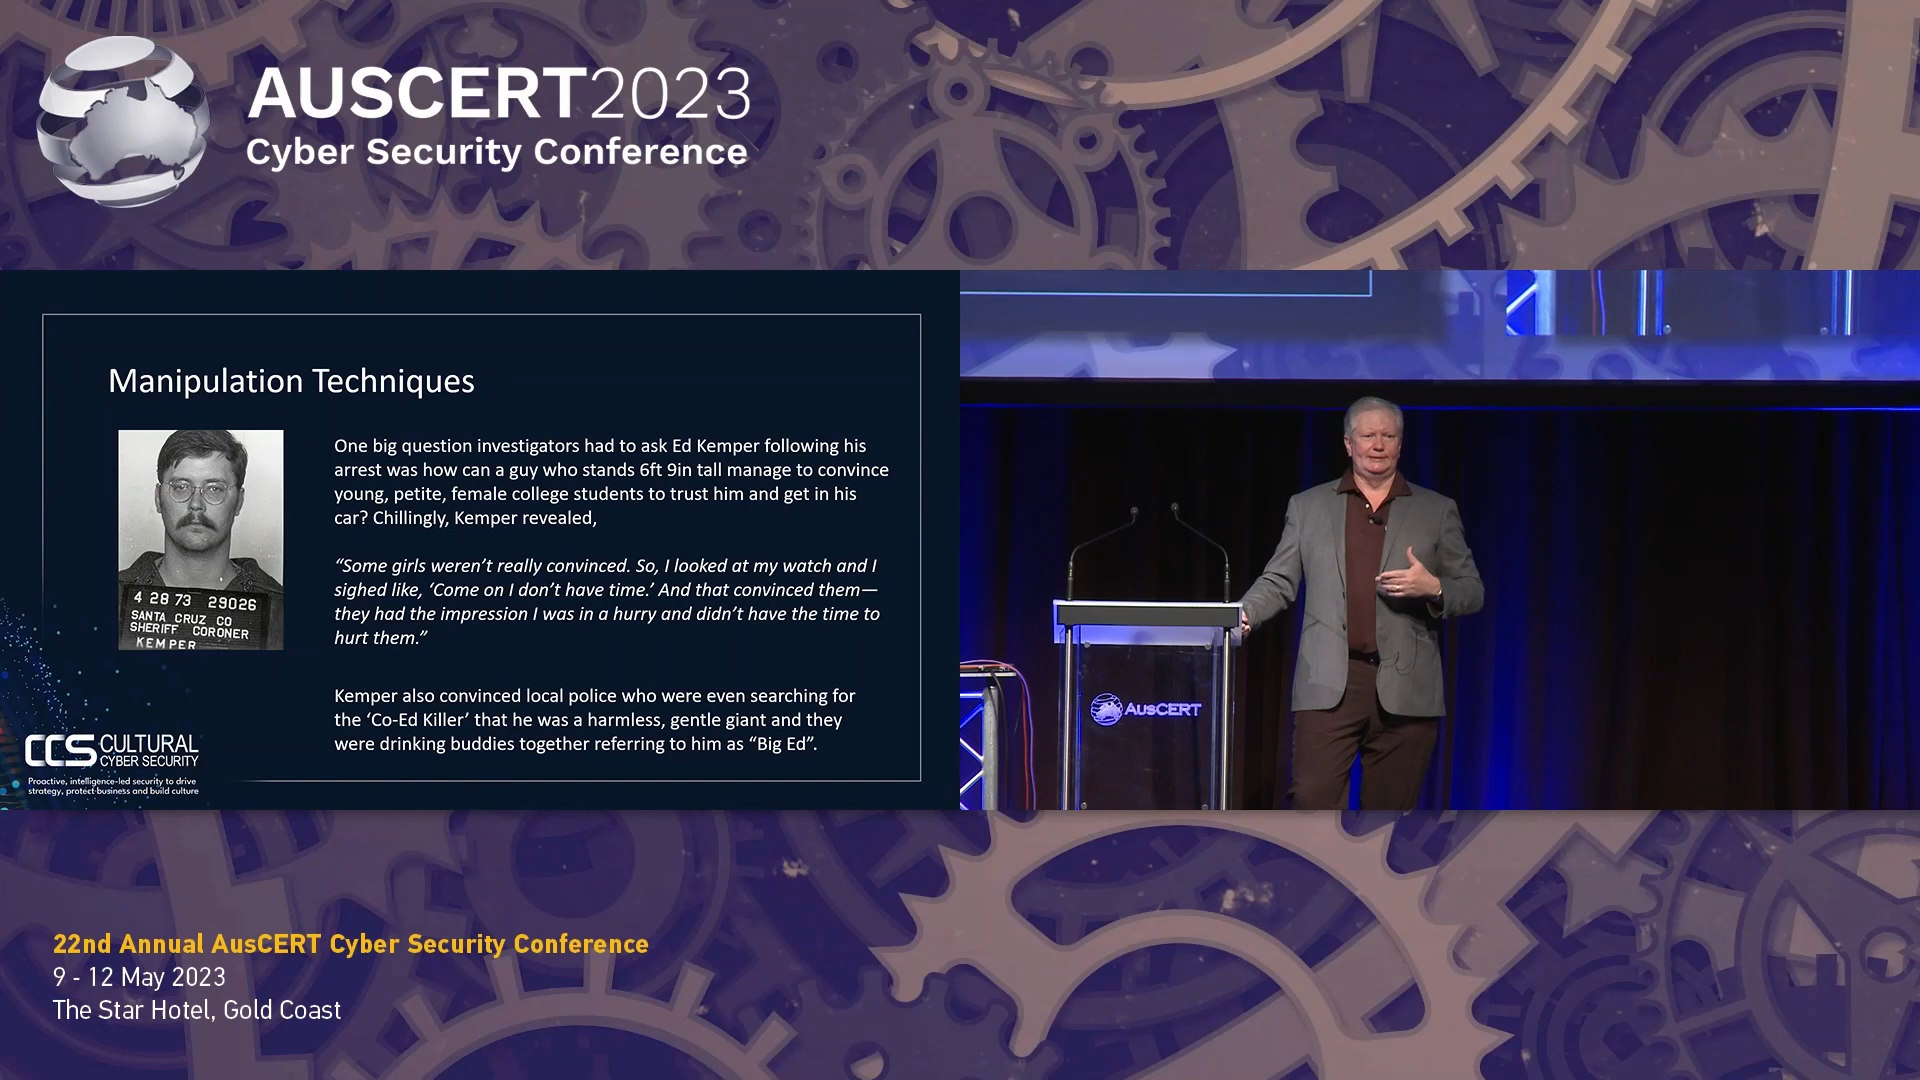 AUSCERT2023
Cyber Security Conference
Manipulation Techniques
One big question investigators had to ask Ed Kemper following his
arrest was how can a guy who stands 6ft 9in tall manage to convince
young, petite, female college students to trust him and get in his
car? Chillingly, Kemper revealed,
“Some girls weren’t really convinced. So, I looked at my watch and I
sighed like, ‘Come on I don’t have time.’ And that convinced them—
they had the impression I was in a hurry and didn’t have the time to
hurt them.”
Kemper also convinced local police who were even searching for
the ‘Co-Ed Killer’ that he was a harmless, gentle giant and they
were drinking buddies together referring to him as “Big Ed”.
4 28 73 29026
SANTA CRUZ CO
SHERIFF CORONER
KEMPER
CCS CULTURAL
CYBER SECURITY
Proactive, intelligence-led security to drive
strategy, protect business and build culture
AusCERT
22nd Annual AusCERT Cyber Security Conference
9 - 12 May 2023
The Star Hotel, Gold Coast